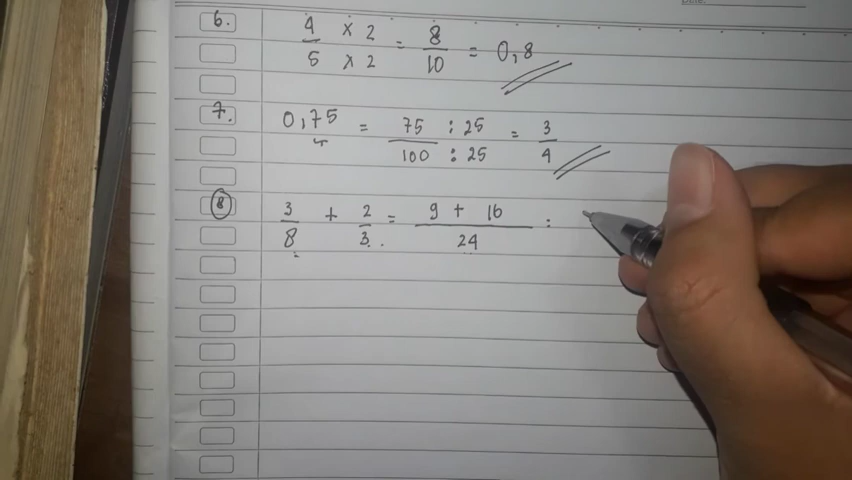 6. 4/5 × 2/× 2 = 8/10 = 0,8
7. 0,75 = 75 : 25/100 : 25 = 3/4
8 3/8 + 2/3 = 9 + 16/24 =